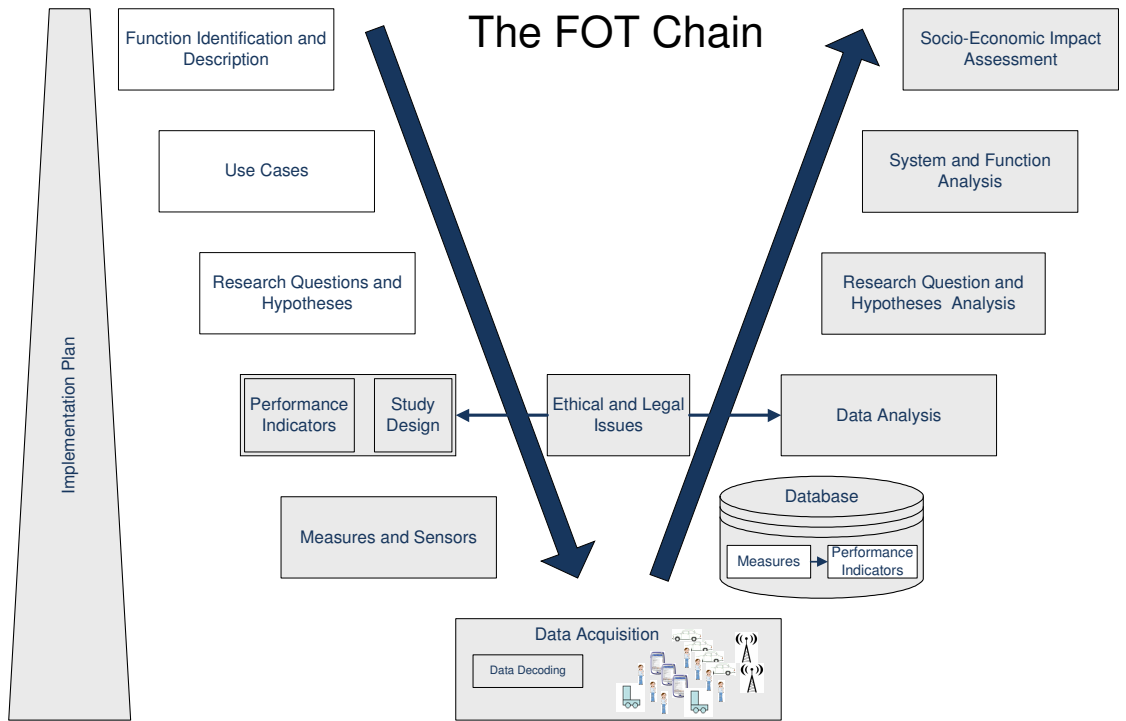 The FOT Chain
Implementation Plan
Function Identification and
Description
Use Cases
Research Questions and
Hypotheses
Performance
Indicators
Study
Design
Measures and Sensors
Ethical and Legal
Issues
Data Acquisition
Data Decoding
Socio-Economic Impact
Assessment
System and Function
Analysis
Research Question and
Hypotheses Analysis
Data Analysis
Database
Measures
Performance
Indicators